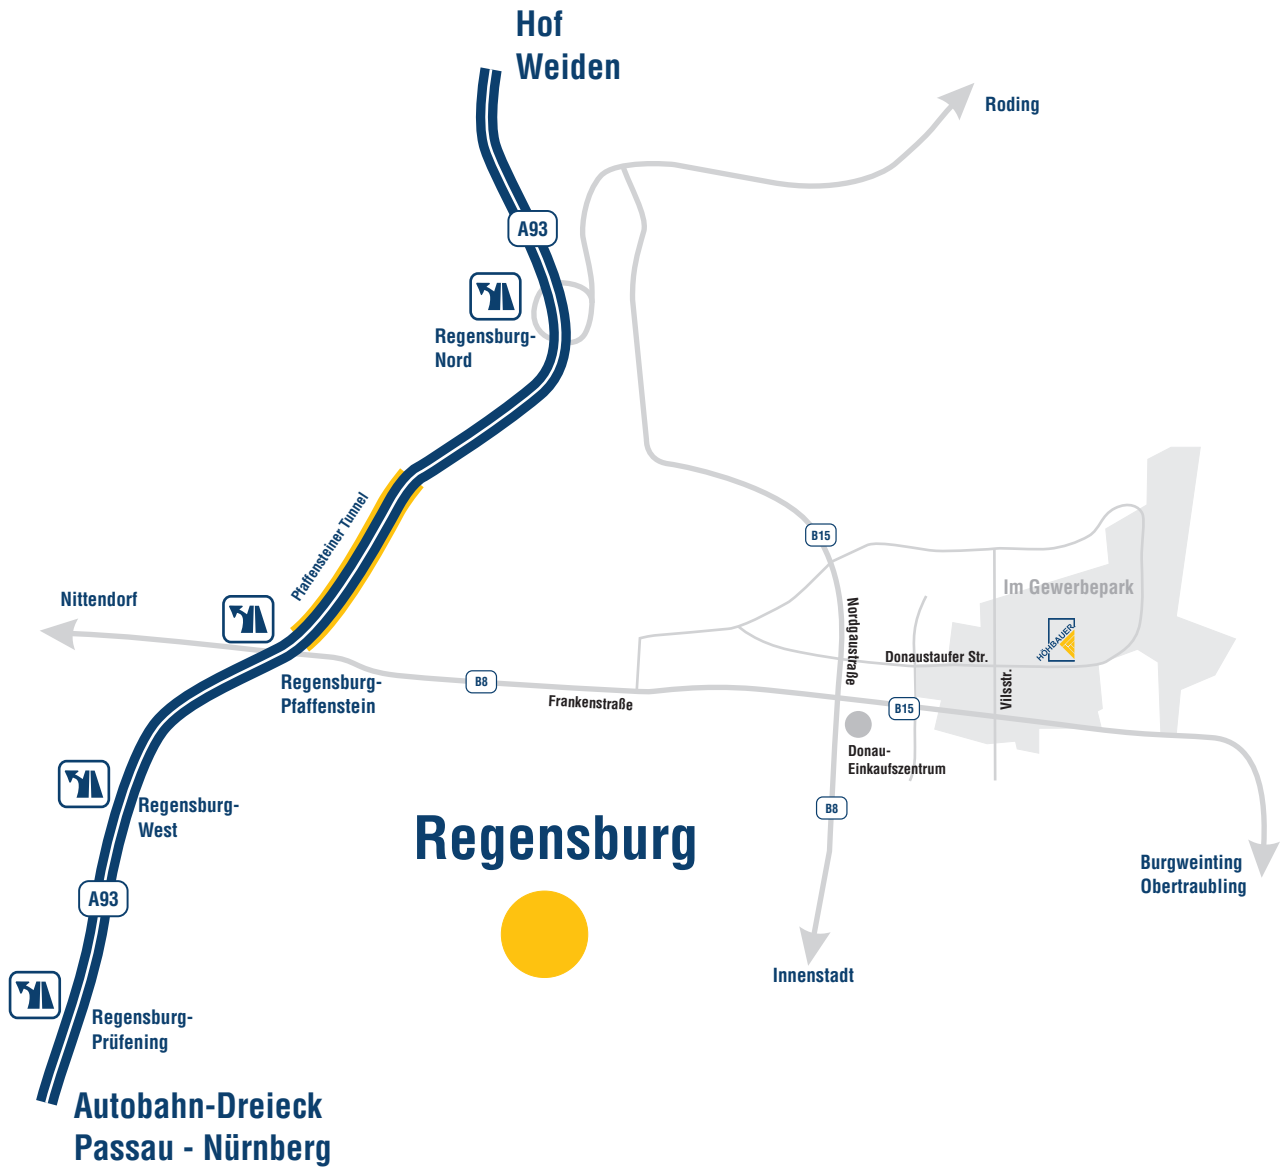 Hof
Weiden
Roding
A93
Regensburg-
Nord
Pfaffensteiner Tunnel
B15
Nittendorf
Im Gewerbepark
HÖHBAUER
Nordgaustraße
Donaustaufer Str.
Vilsstr.
Regensburg-
Pfaffenstein
B8
Frankenstraße
B15
Donau-
Einkaufszentrum
Regensburg-
West
B8
Regensburg
Burgweinting
Obertraubling
A93
Innenstadt
Regensburg-
Prüfening
Autobahn-Dreieck
Passau - Nürnberg